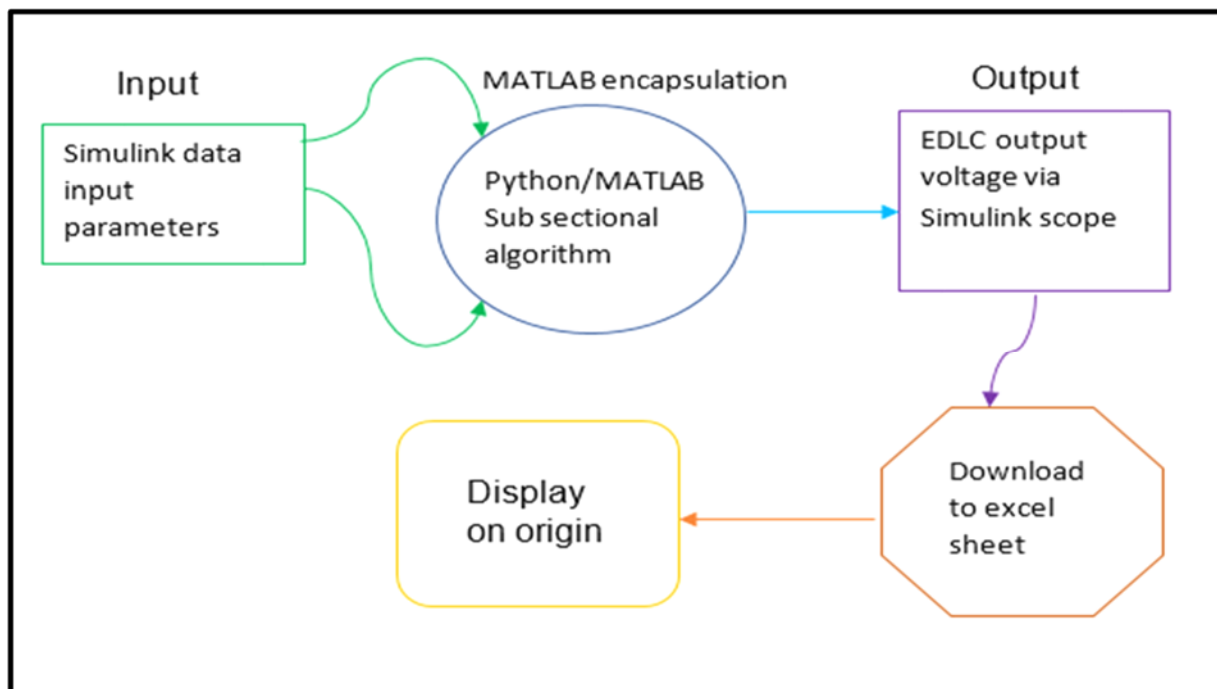 Input
Simulink data
input
parameters
MATLAB encapsulation
Python/MATLAB
Sub sectional
algorithm
Output
EDLC output
voltage via
Simulink scope
Download
to excel
sheet
Display
on origin